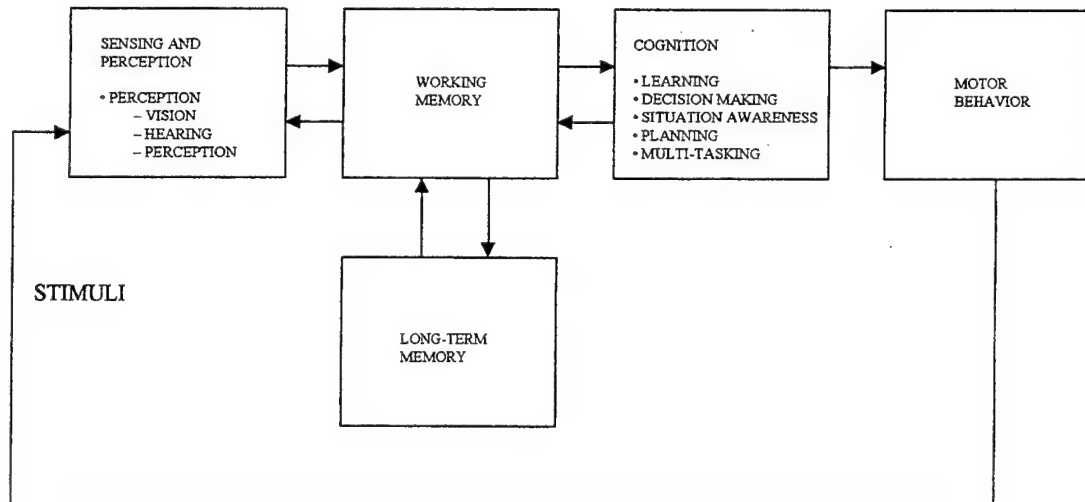 SENSING AND
PERCEPTION
• PERCEPTION
– VISION
– HEARING
– PERCEPTION
WORKING
MEMORY
COGNITION
• LEARNING
• DECISION MAKING
• SITUATION AWARENESS
• PLANNING
• MULTI-TASKING
MOTOR
BEHAVIOR
STIMULI
LONG-TERM
MEMORY